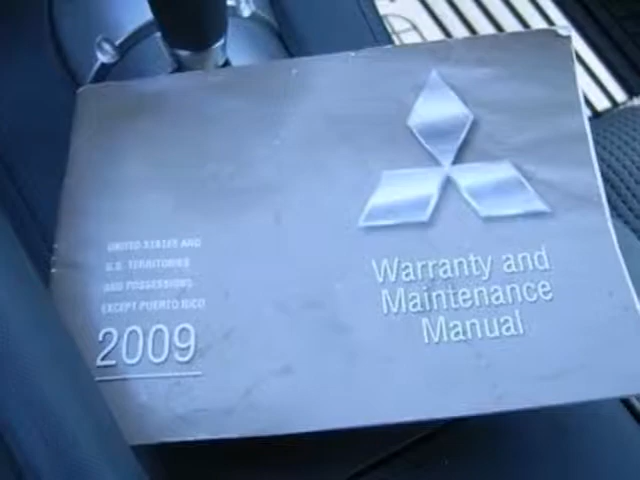 UNITED STATES AND
U.S. TERRITORIES
AND POSSESSIONS
EXCEPT PUERTO RICO
2009
Warranty and
Maintenance
Manual